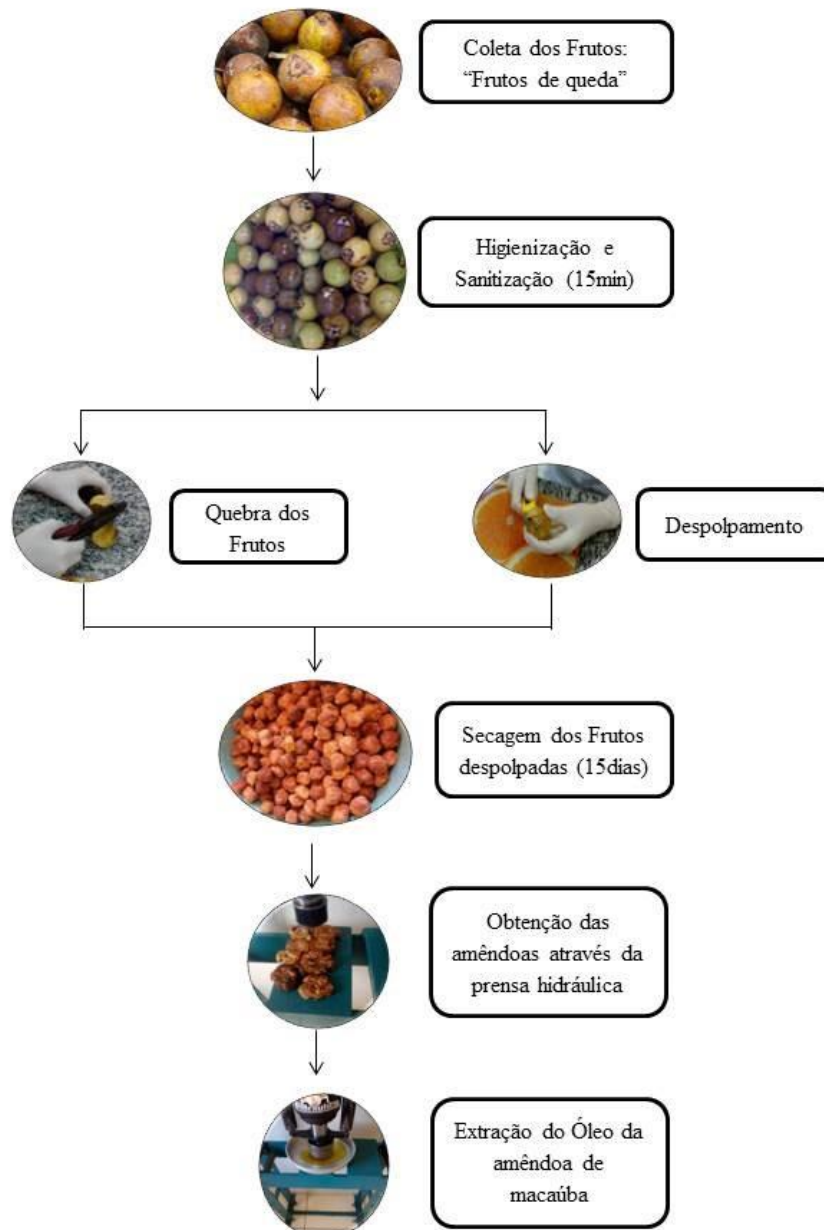 Coleta dos Frutos:
“Frutos de queda”
Higienização e
Sanitização (15min)
Quebra dos
Frutos
Despolpamento
Secagem dos Frutos
despolpadas (15dias)
Obtenção das
amêndoas através da
prensa hidráulica
Extração do Óleo da
amêndoa de
macaúba